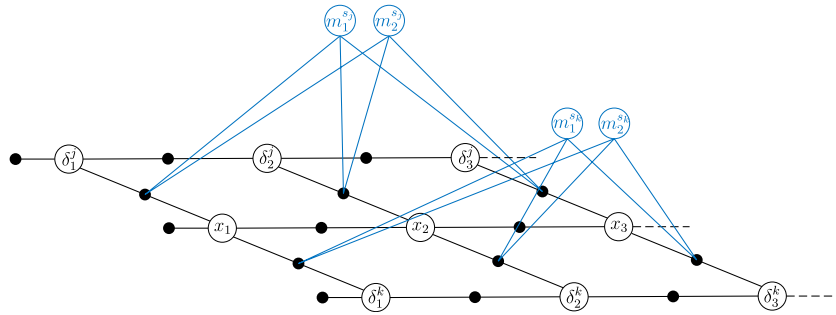 m_1^{s_j} m_2^{s_j}
m_1^{s_k} m_2^{s_k}
δ_1^j δ_2^j δ_3^j
x_1 x_2 x_3
δ_1^k δ_2^k δ_3^k